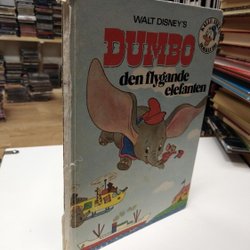 WALT DISNEY'S
DUMBO
den flygande
elefanten